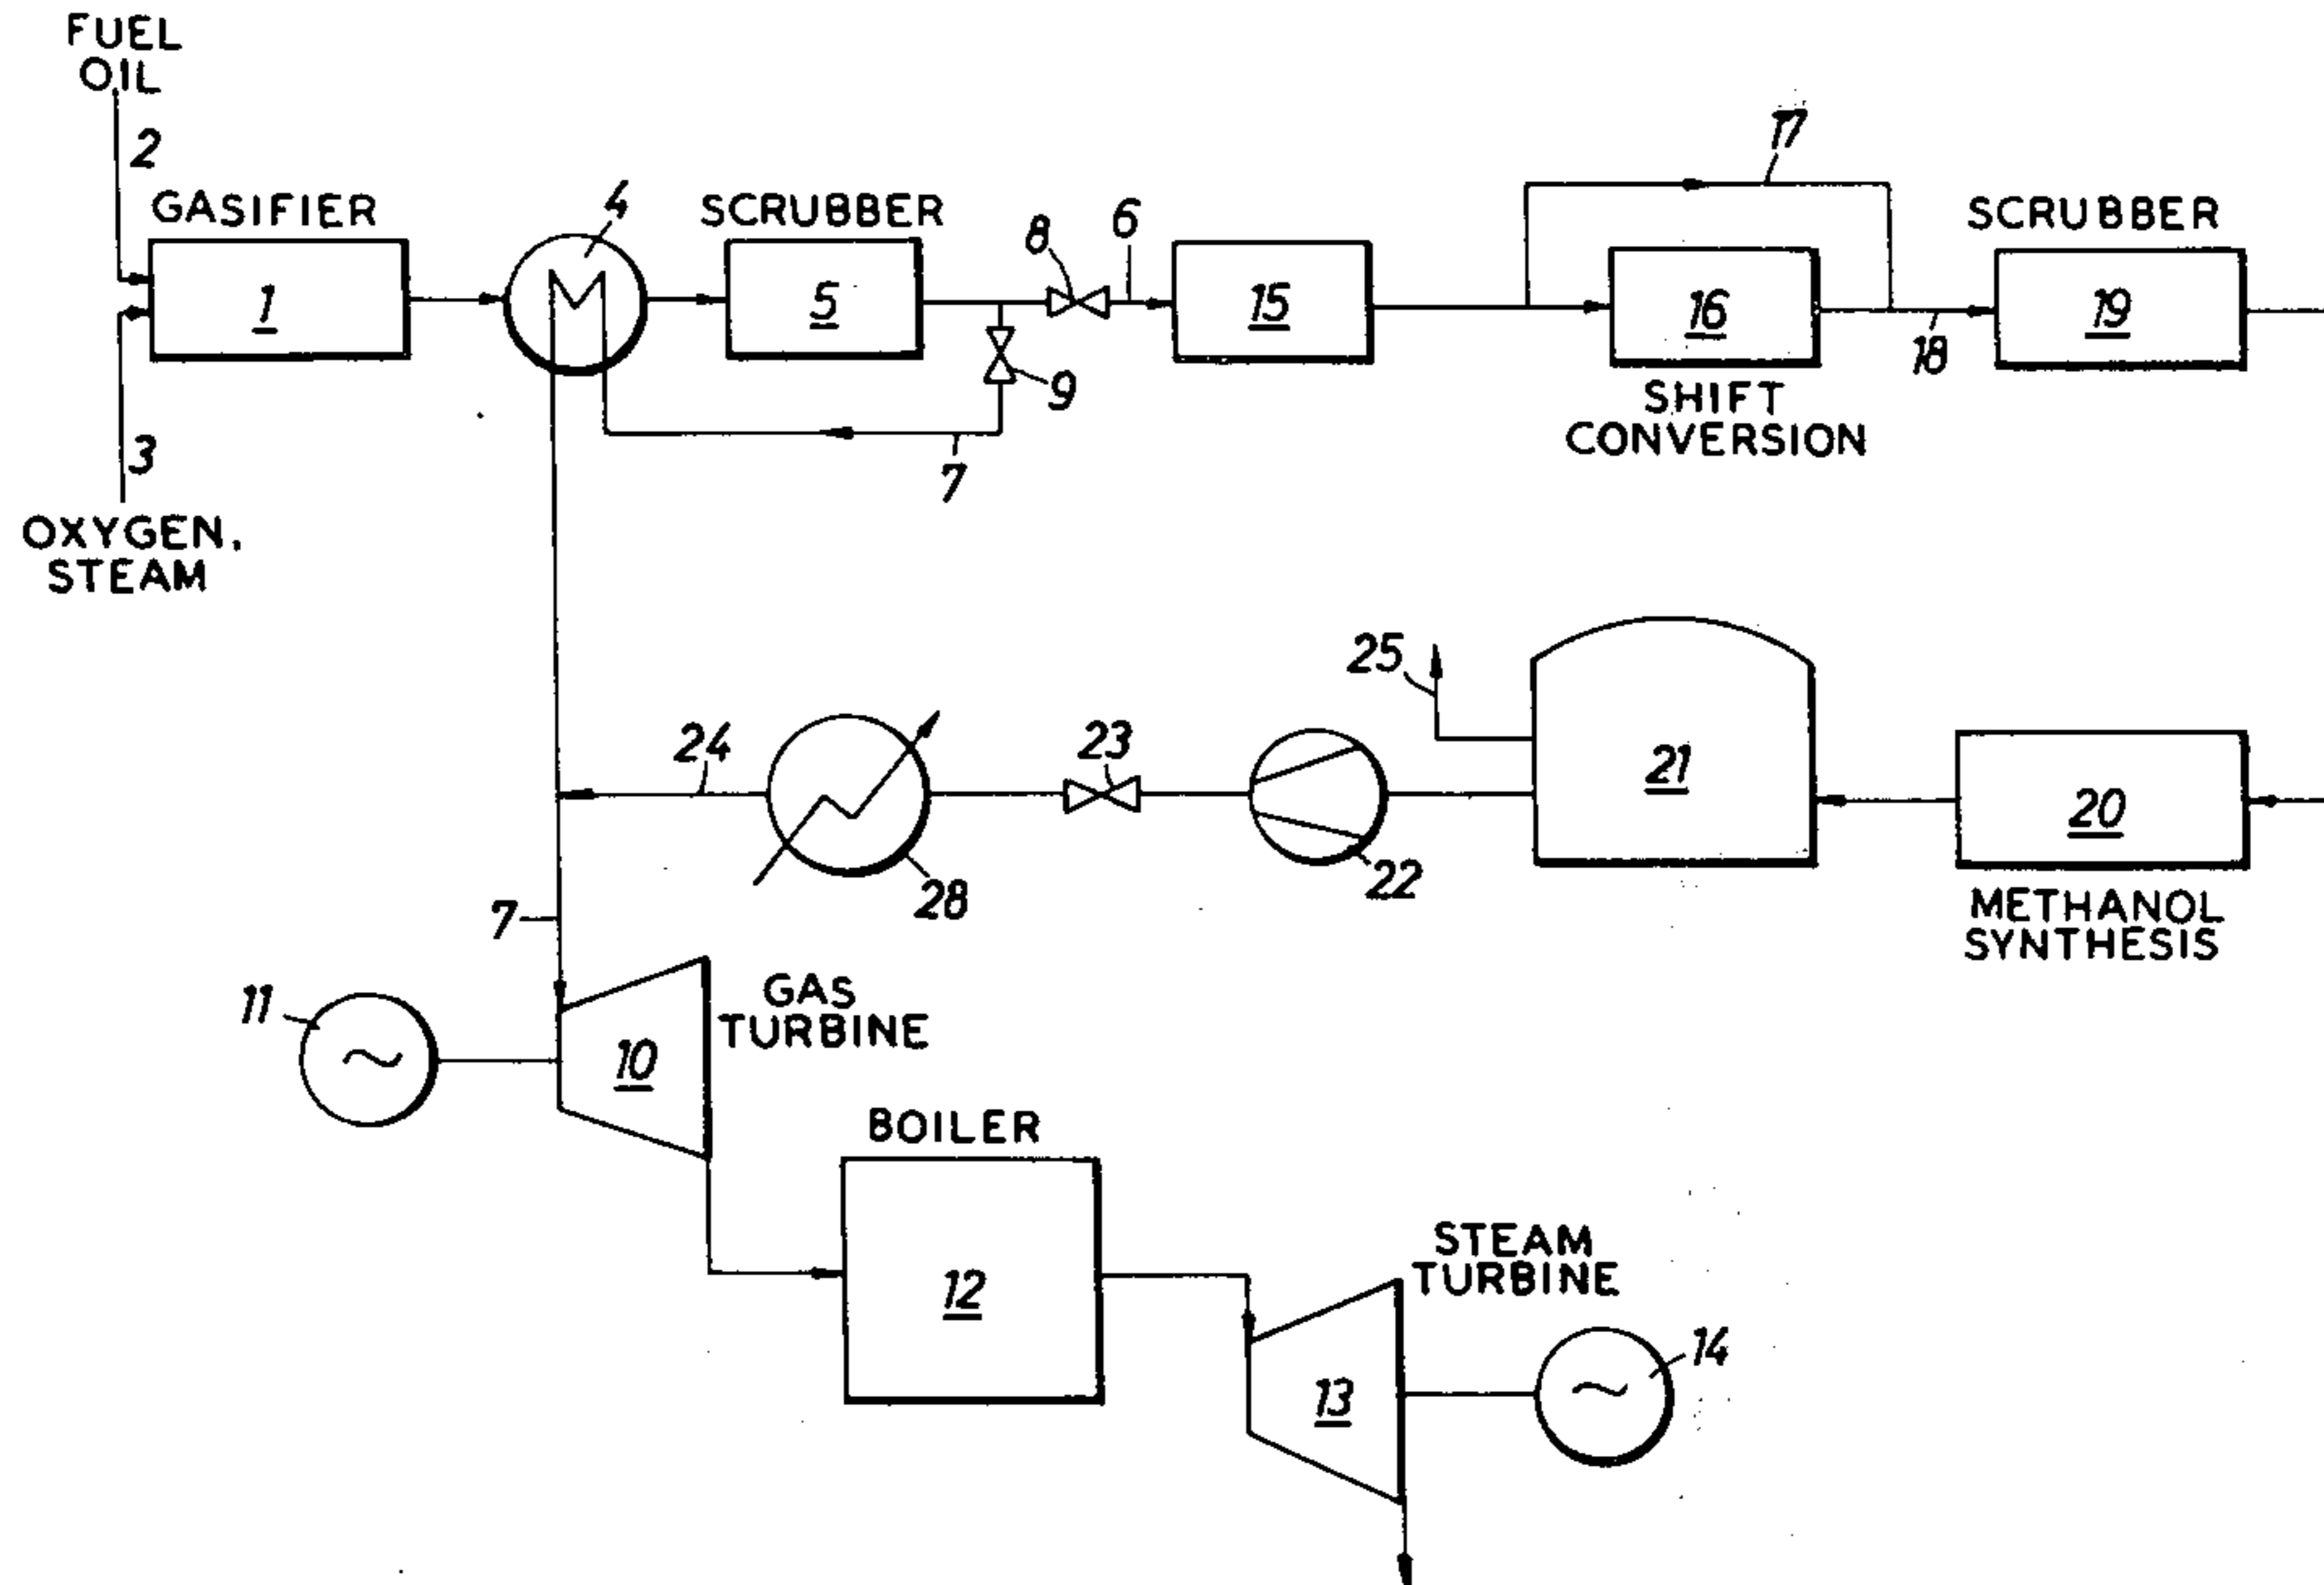 FUEL
OIL
2
GASIFIER
1
3
OXYGEN,
STEAM
4
SCRUBBER
5
8
6
9
7
15
17
16
SHIFT
CONVERSION
18
SCRUBBER
19
25
21
20
METHANOL
SYNTHESIS
22
23
28
24
7
11
10
GAS
TURBINE
BOILER
12
STEAM
TURBINE
13
14